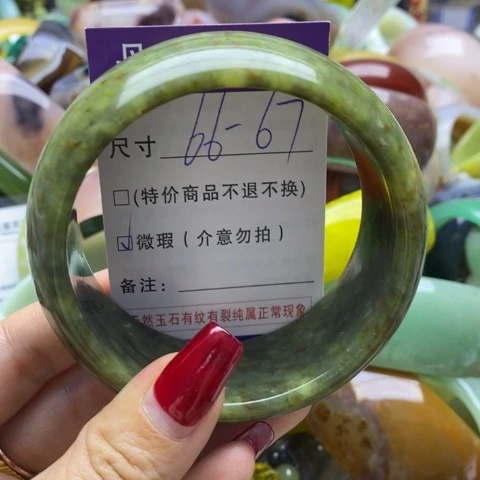 尺寸 66-67
□(特价商品不退不换)
☑微瑕(介意勿拍)
备注:
然玉石有纹有裂纯属正常现象